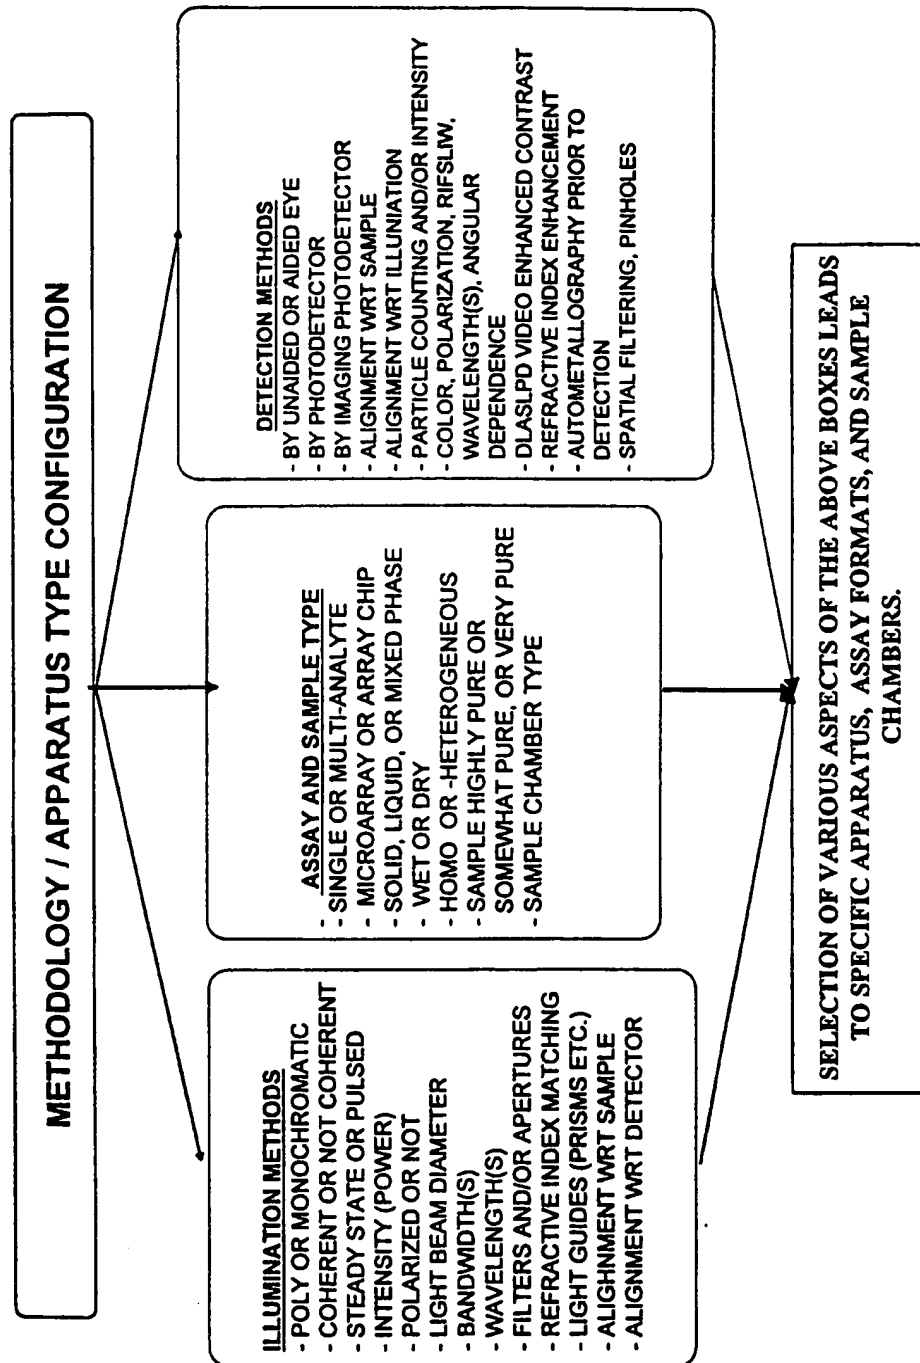 METHODOLOGY / APPARATUS TYPE CONFIGURATION
ILLUMINATION METHODS
- POLY OR MONOCHROMATIC
- COHERENT OR NOT COHERENT
- STEADY STATE OR PULSED
- INTENSITY (POWER)
- POLARIZED OR NOT
- LIGHT BEAM DIAMETER
- BANDWIDTH(S)
- WAVELENGTH(S)
- FILTERS AND/OR APERTURES
- REFRACTIVE INDEX MATCHING
- LIGHT GUIDES (PRISMS ETC.)
- ALIGHNMENT WRT SAMPLE
- ALIGNMENT WRT DETECTOR
- ASSAY AND SAMPLE TYPE
- SINGLE OR MULTI-ANALYTE
- MICROARRAY OR ARRAY CHIP
- SOLID, LIQUID, OR MIXED PHASE
- WET OR DRY
- HOMO OR -HETEROGENEOUS
- SAMPLE HIGHLY PURE OR
SOMEWHAT PURE, OR VERY PURE
- SAMPLE CHAMBER TYPE
DETECTION METHODS
- BY UNAIDED OR AIDED EYE
- BY PHOTODETECTOR
- BY IMAGING PHOTODETECTOR
- ALIGNMENT WRT SAMPLE
- ALIGNMENT WRT ILLUNIATION
- PARTICLE COUNTING AND/OR INTENSITY
- COLOR, POLARIZATION, RIFSLIW,
WAVELENGTH(S), ANGULAR
DEPENDENCE
- DLASLPD VIDEO ENHANCED CONTRAST
- REFRACTIVE INDEX ENHANCEMENT
- AUTOMETALLOGRAPHY PRIOR TO
DETECTION
- SPATIAL FILTERING, PINHOLES
SELECTION OF VARIOUS ASPECTS OF THE ABOVE BOXES LEADS
TO SPECIFIC APPARATUS, ASSAY FORMATS, AND SAMPLE
CHAMBERS.